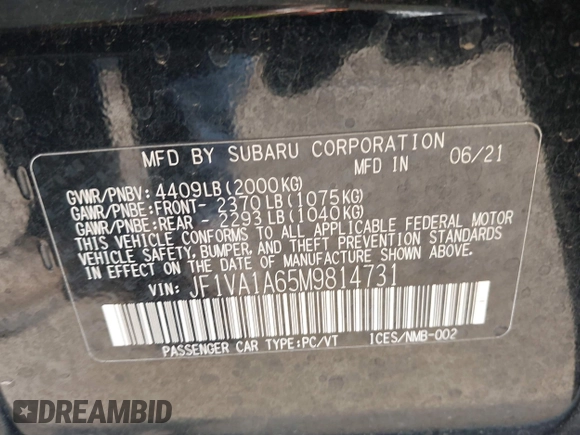 MFD BY SUBARU CORPORATION
MFD IN 06/21
GVWR/PNBV: 4409LB(2000KG)
GAWR/PNBE:FRONT- 2370LB(1075KG)
GAWR/PNBE:REAR - 2293LB(1040KG)
THIS VEHICLE CONFORMS TO ALL APPLICABLE FEDERAL MOTOR
VEHICLE SAFETY, BUMPER, AND THEFT PREVENTION STANDARDS
IN EFFECT ON THE DATE OF MANUFACTURE SHOWN ABOVE.
VIN: JF1VA1A65M9814731
PASSENGER CAR TYPE:PC/VT ICES/NMB-002
DREAMBID